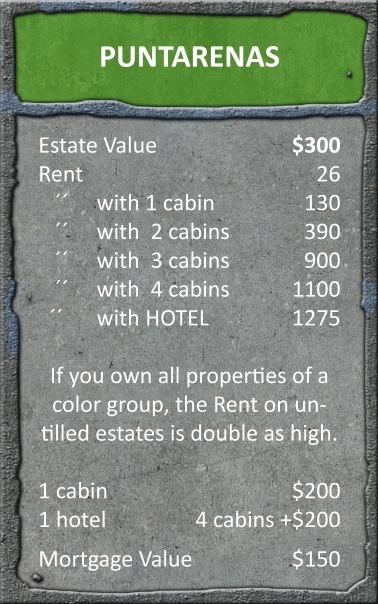 PUNTARENAS
Estate Value $300
Rent 26
´´ with 1 cabin 130
´´ with 2 cabins 390
´´ with 3 cabins 900
´´ with 4 cabins 1100
´´ with HOTEL 1275
If you own all properties of a
color group, the Rent on un-
tilled estates is double as high.
1 cabin $200
1 hotel 4 cabins +$200
Mortgage Value $150